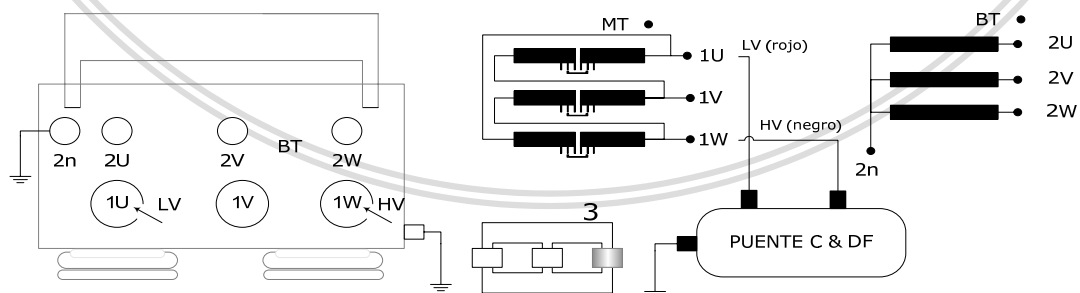 MT
BT
1U
LV (rojo)
2U
1V
2V
HV (negro)
1W
2W
2n
2n
2U
2V
BT
2W
1U
LV
1V
1W
HV
3
PUENTE C & DF